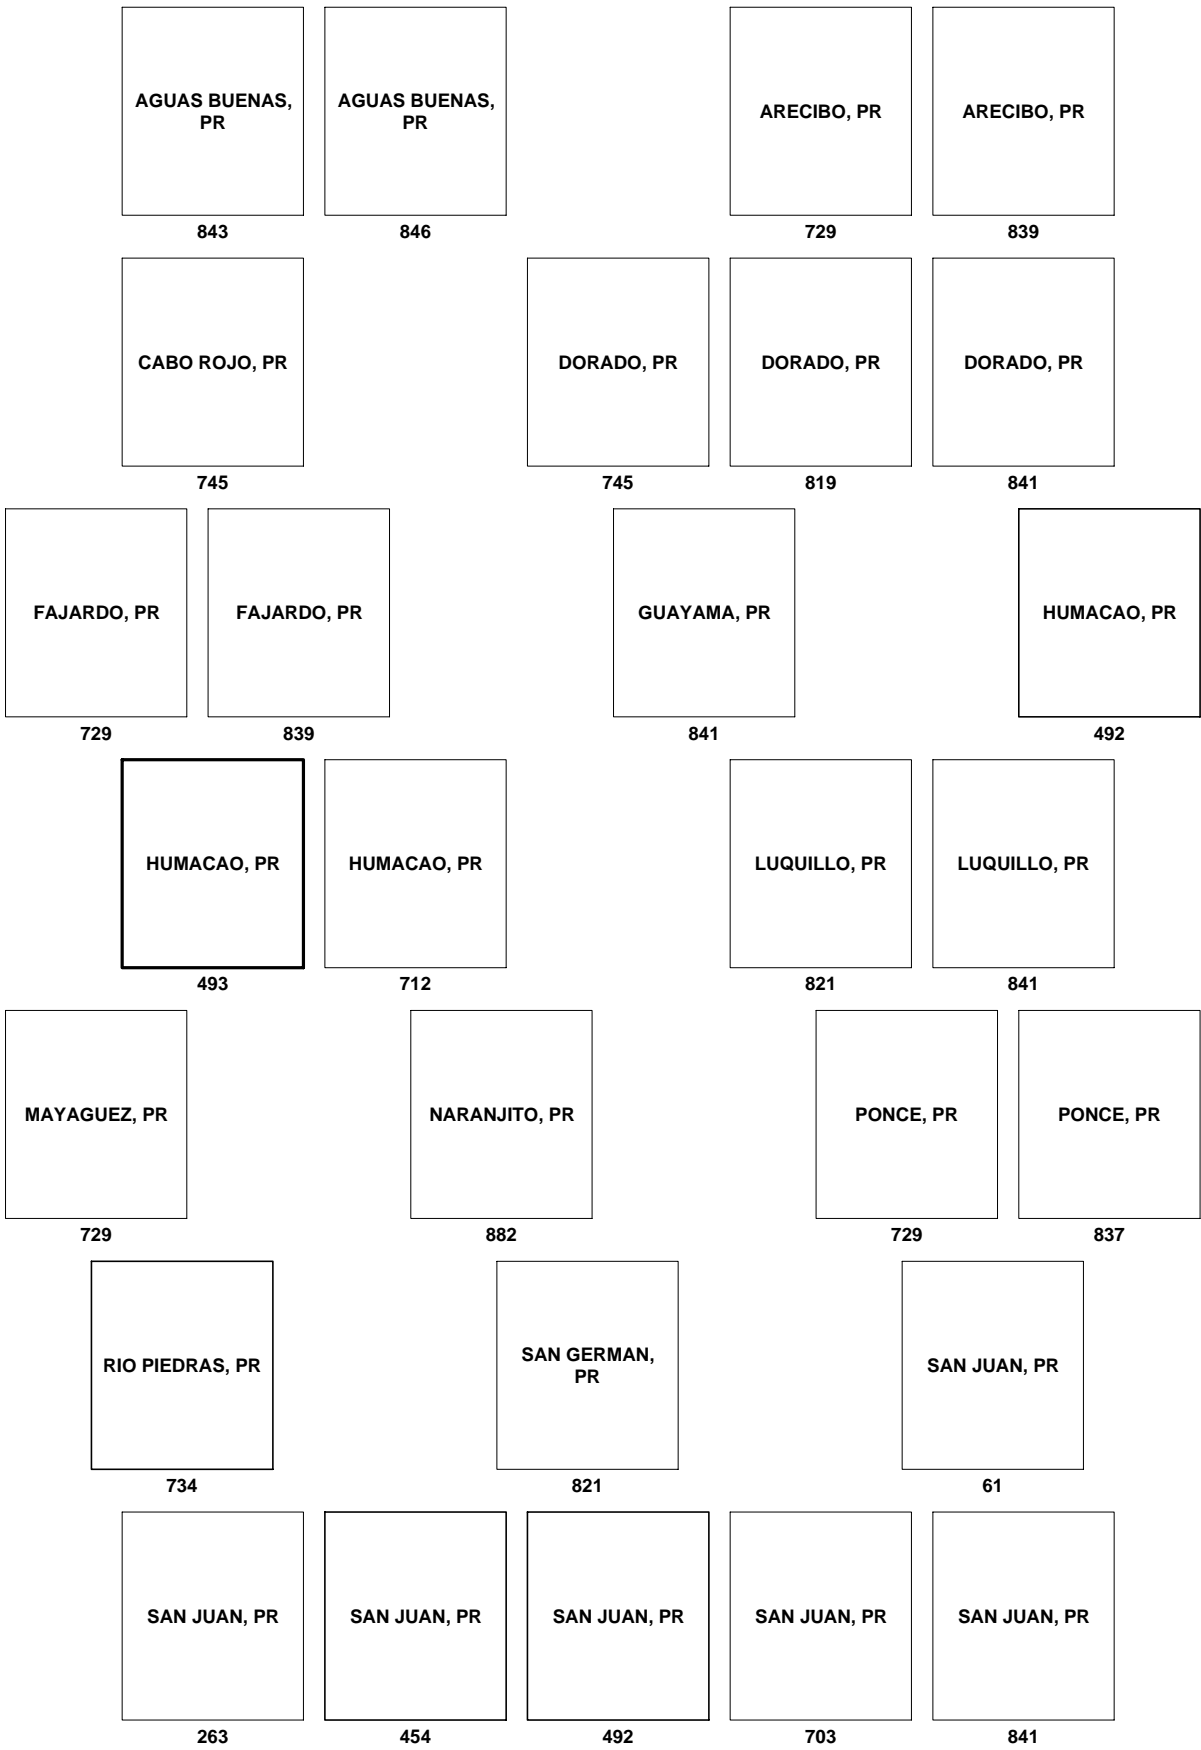 AGUAS BUENAS,
PR
AGUAS BUENAS,
PR
ARECIBO, PR
ARECIBO, PR
843
846
729
839
CABO ROJO, PR
DORADO, PR
DORADO, PR
DORADO, PR
745
745
819
841
FAJARDO, PR
FAJARDO, PR
GUAYAMA, PR
HUMACAO, PR
729
839
841
492
HUMACAO, PR
HUMACAO, PR
LUQUILLO, PR
LUQUILLO, PR
493
712
821
841
MAYAGUEZ, PR
NARANJITO, PR
PONCE, PR
PONCE, PR
729
882
729
837
RIO PIEDRAS, PR
SAN GERMAN,
PR
SAN JUAN, PR
734
821
61
SAN JUAN, PR
SAN JUAN, PR
SAN JUAN, PR
SAN JUAN, PR
SAN JUAN, PR
263
454
492
703
841